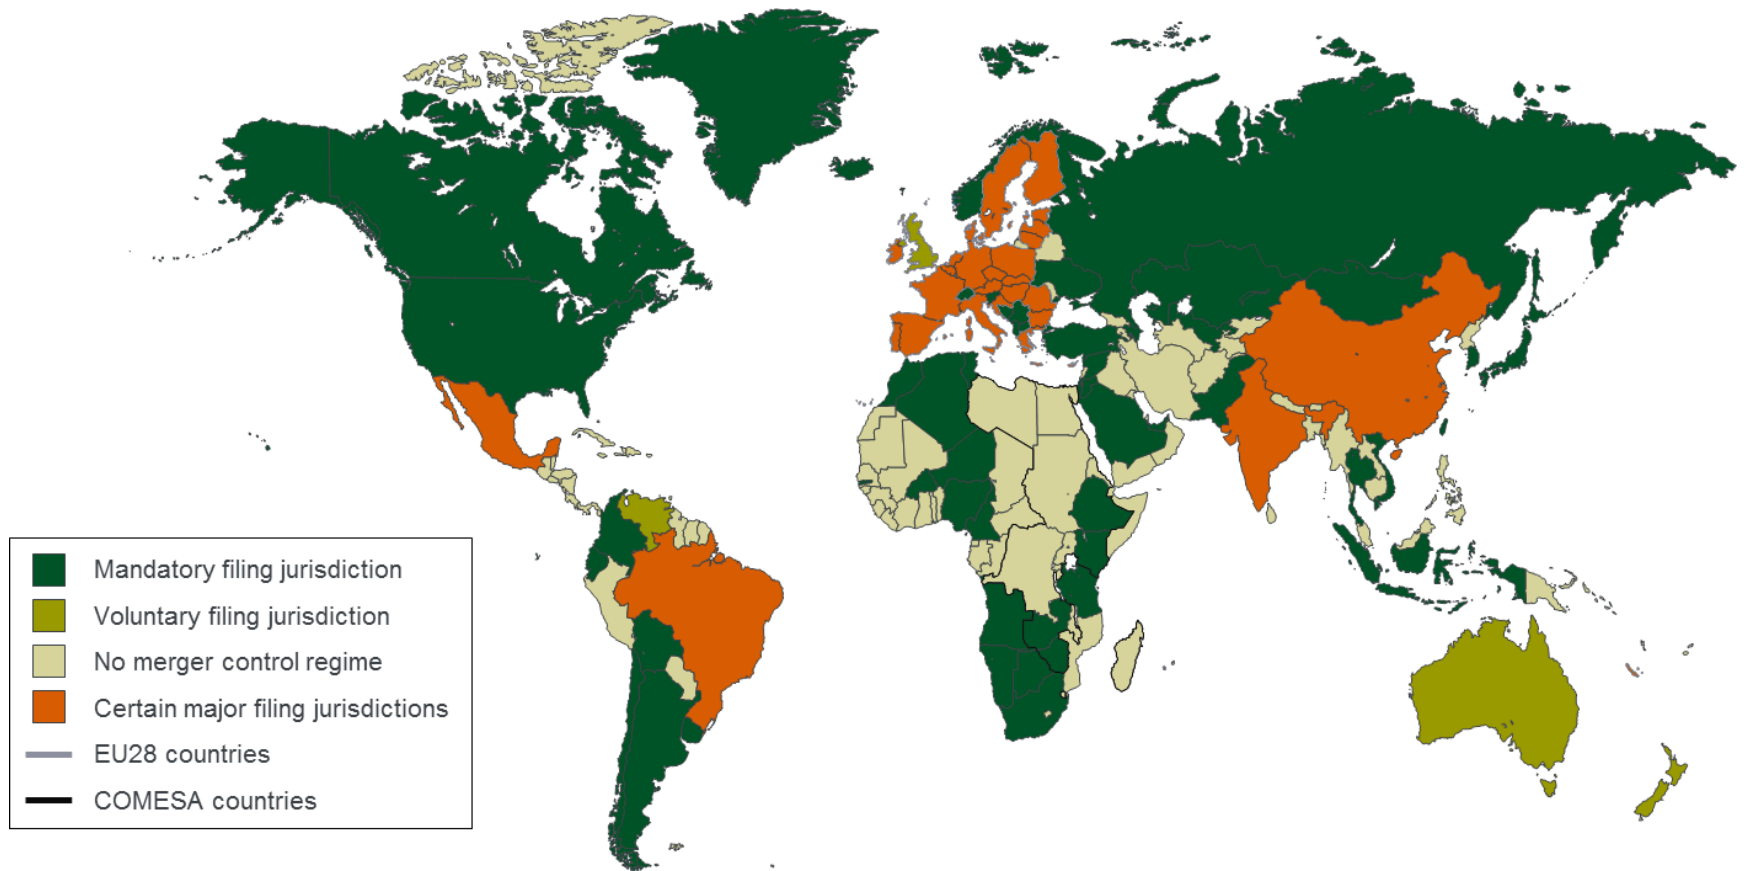 Mandatory filing jurisdiction
Voluntary filing jurisdiction
No merger control regime
Certain major filing jurisdictions
EU28 countries
COMESA countries